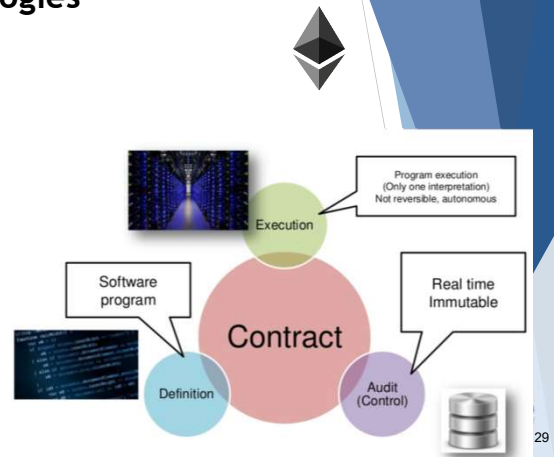 Program execution
(Only one interpretation)
Not reversible, autonomous
Execution
Software
program
Real time
Immutable
Contract
Definition
Audit
(Control)
29